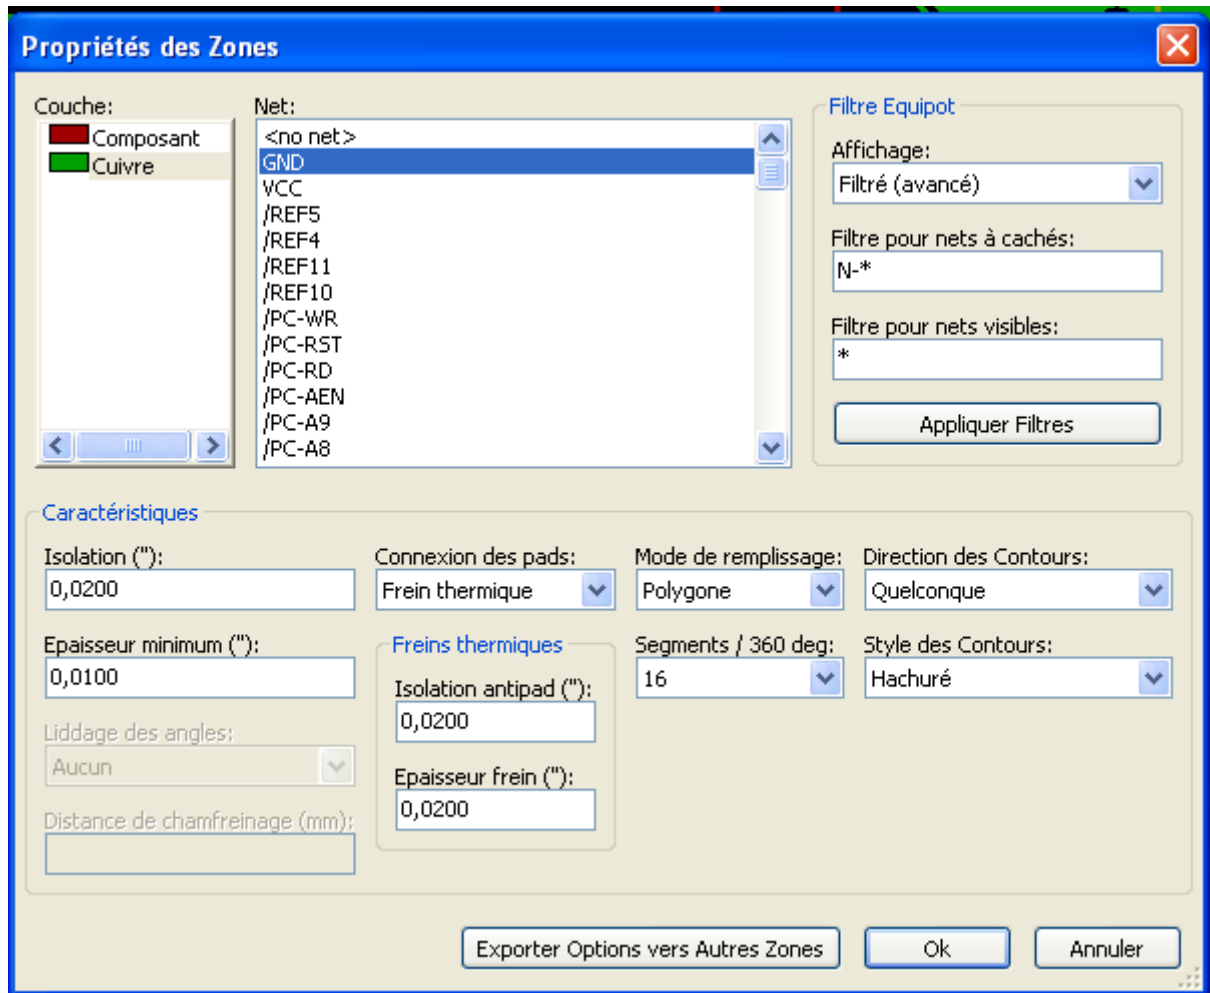 Propriétés des Zones
Couche:
Composant
Cuivre
Net:
<no net>
GND
VCC
/REF5
/REF4
/REF11
/REF10
/PC-WR
/PC-RST
/PC-RD
/PC-AEN
/PC-A9
/PC-A8
Filtre Equipot
Affichage:
Filtré (avancé)
Filtre pour nets à cachés:
N-*
Filtre pour nets visibles:
*
Appliquer Filtres
Caractéristiques
Isolation ("):
0,0200
Epaisseur minimum ("):
0,0100
Liddage des angles:
Aucun
Distance de chamfreinage (mm):
Connexion des pads:
Frein thermique
Freins thermiques
Isolation antipad ("):
0,0200
Epaisseur frein ("):
0,0200
Mode de remplissage:
Polygone
Segments / 360 deg:
16
Direction des Contours:
Quelconque
Style des Contours:
Hachuré
Exporter Options vers Autres Zones
Ok
Annuler